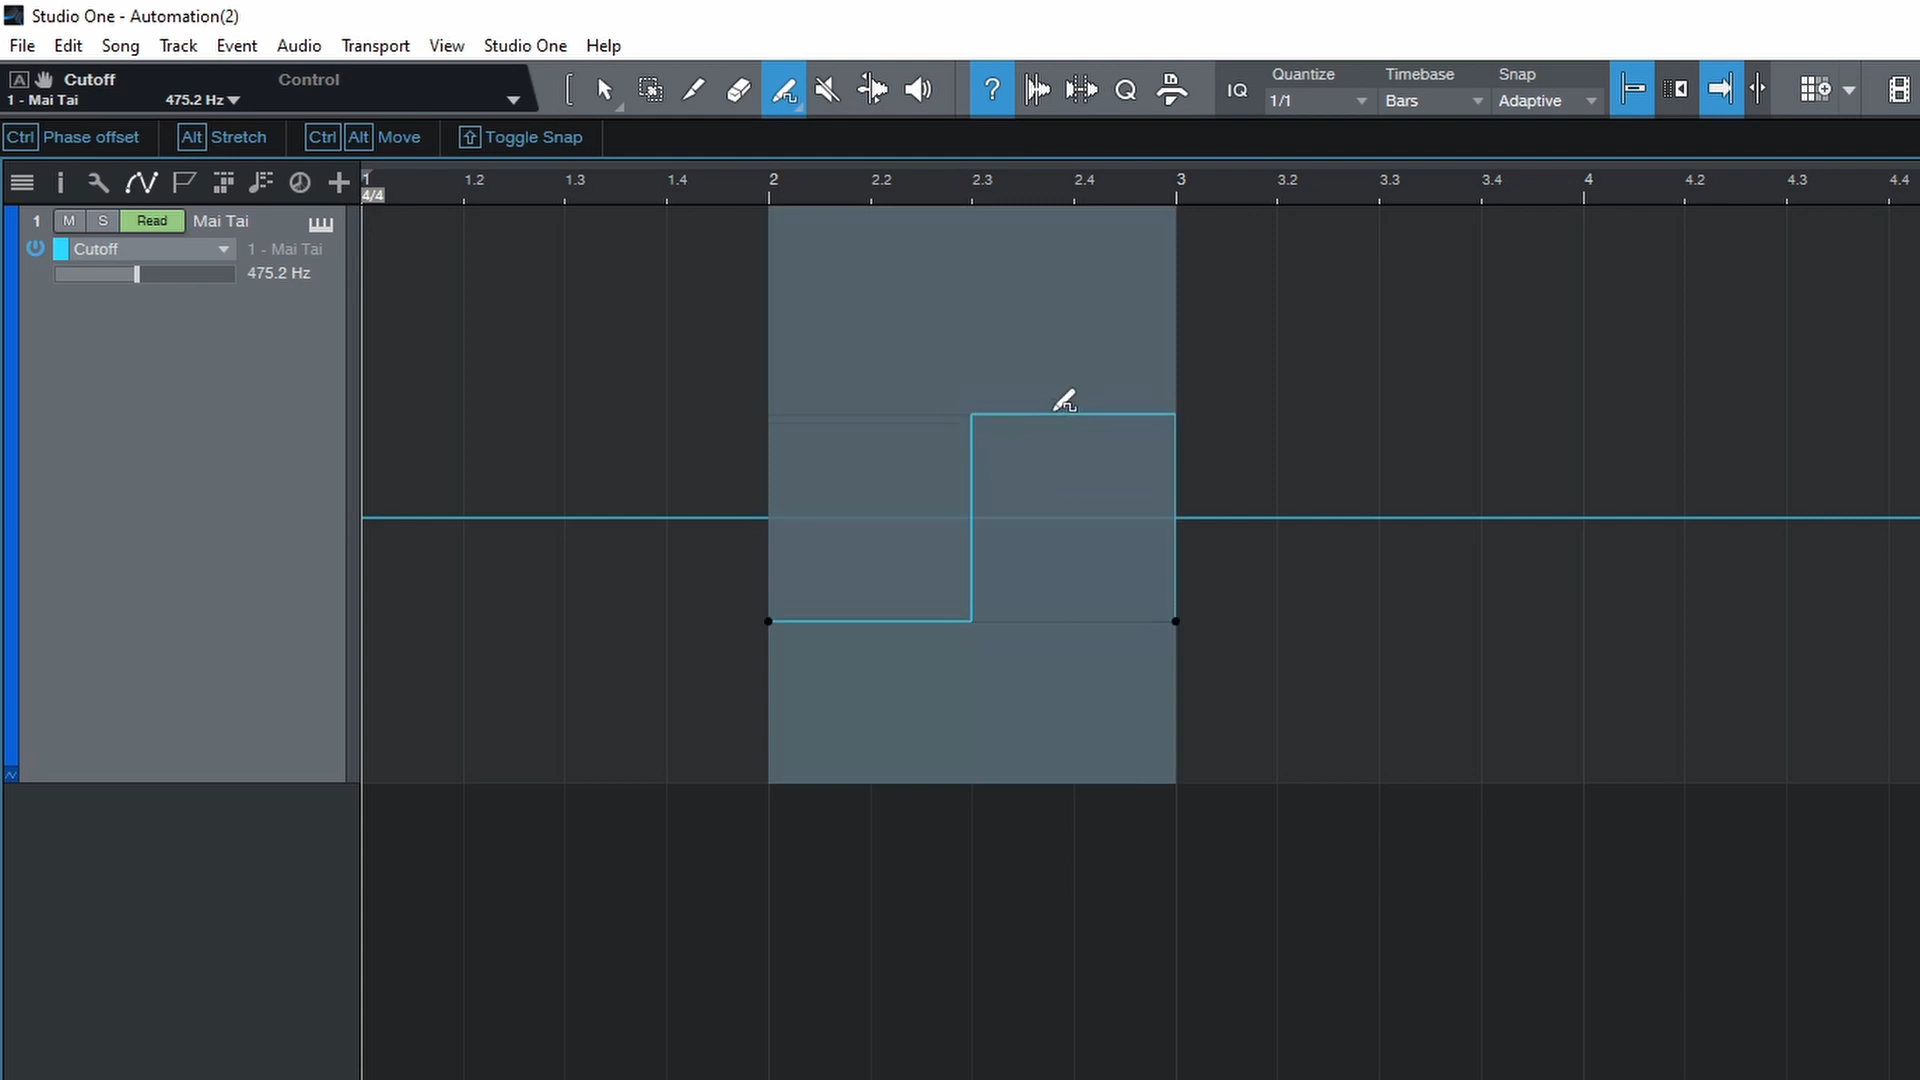 Studio One - Automation(2)
File Edit Song Track Event Audio Transport View Studio One Help
A Cutoff Control
1 - Mai Tai 475.2 Hz
? Q IQ
Quantize Timebase Snap
1/1 Bars Adaptive
Ctrl Phase offset Alt Stretch Ctrl Alt Move Toggle Snap
1 1.2 1.3 1.4 2 2.2 2.3 2.4 3 3.2 3.3 3.4 4 4.2 4.3 4.4
4/4
1 M S Read Mai Tai
Cutoff 1 - Mai Tai
475.2 Hz